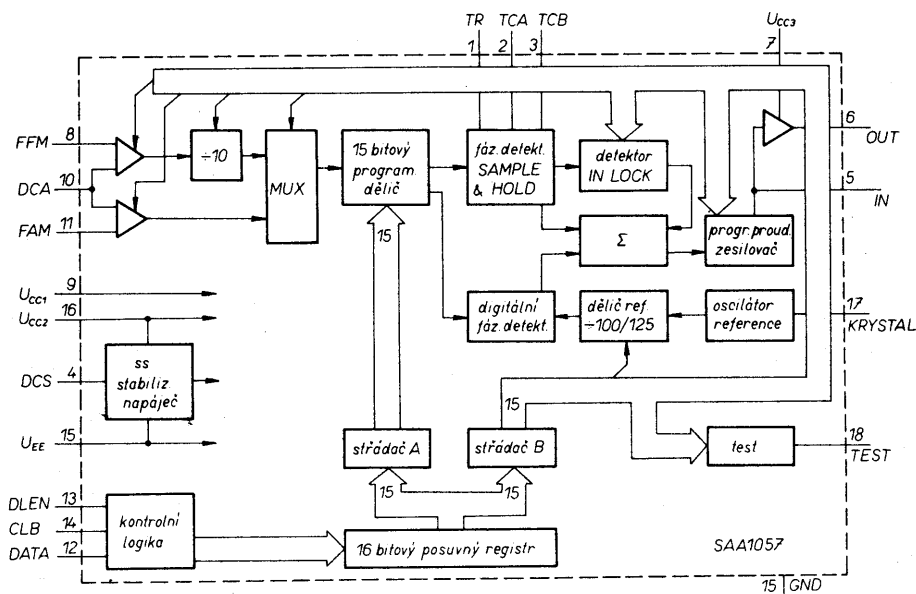 TR TCA TCB UCC3
1 2 3 7
FFM 8
DCA 10
FAM 11
÷10
MUX
15 bitový
program.
dělič
fáz. detekt.
SAMPLE
& HOLD
detektor
IN LOCK
6 OUT
5 IN
Σ
progr. proud.
zesilovač
15
UCC1 9
UCC2 16
digitální
fáz. detekt.
dělič ref.
÷100/125
oscilátor
reference
17
KRYSTAL
DCS 4
ss
stabiliz.
napáječ
UEE 15
15
střádač A
střádač B
test
18
TEST
15
15
DLEN 13
CLB 14
DATA 12
kontrolní
logika
16 bitový posuvný registr
SAA1057
15 GND